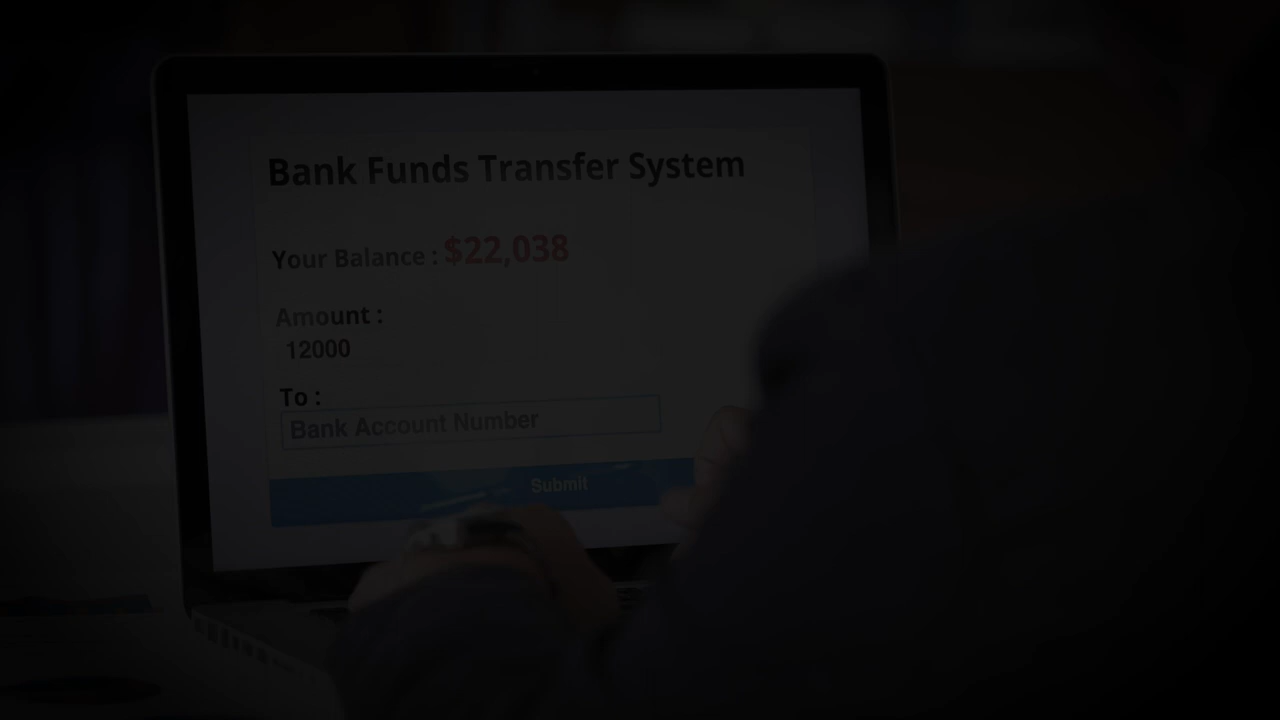 Bank Funds Transfer System
Your Balance : $22,038
Amount :
12000
To :
Bank Account Number
Submit